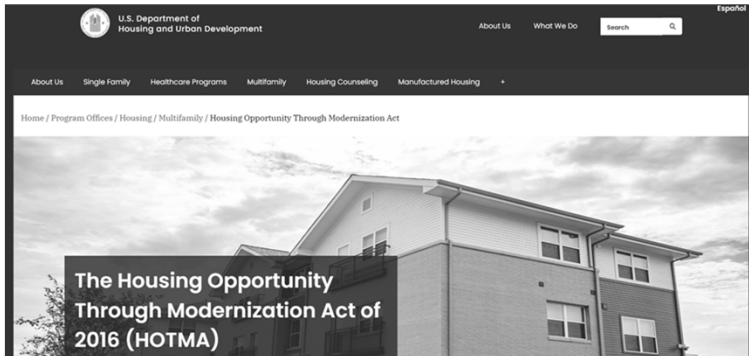 Español
U.S. Department of
Housing and Urban Development
About Us What We Do Search
About Us Single Family Healthcare Programs Multifamily Housing Counseling Manufactured Housing +
Home / Program Offices / Housing / Multifamily / Housing Opportunity Through Modernization Act
The Housing Opportunity
Through Modernization Act of
2016 (HOTMA)